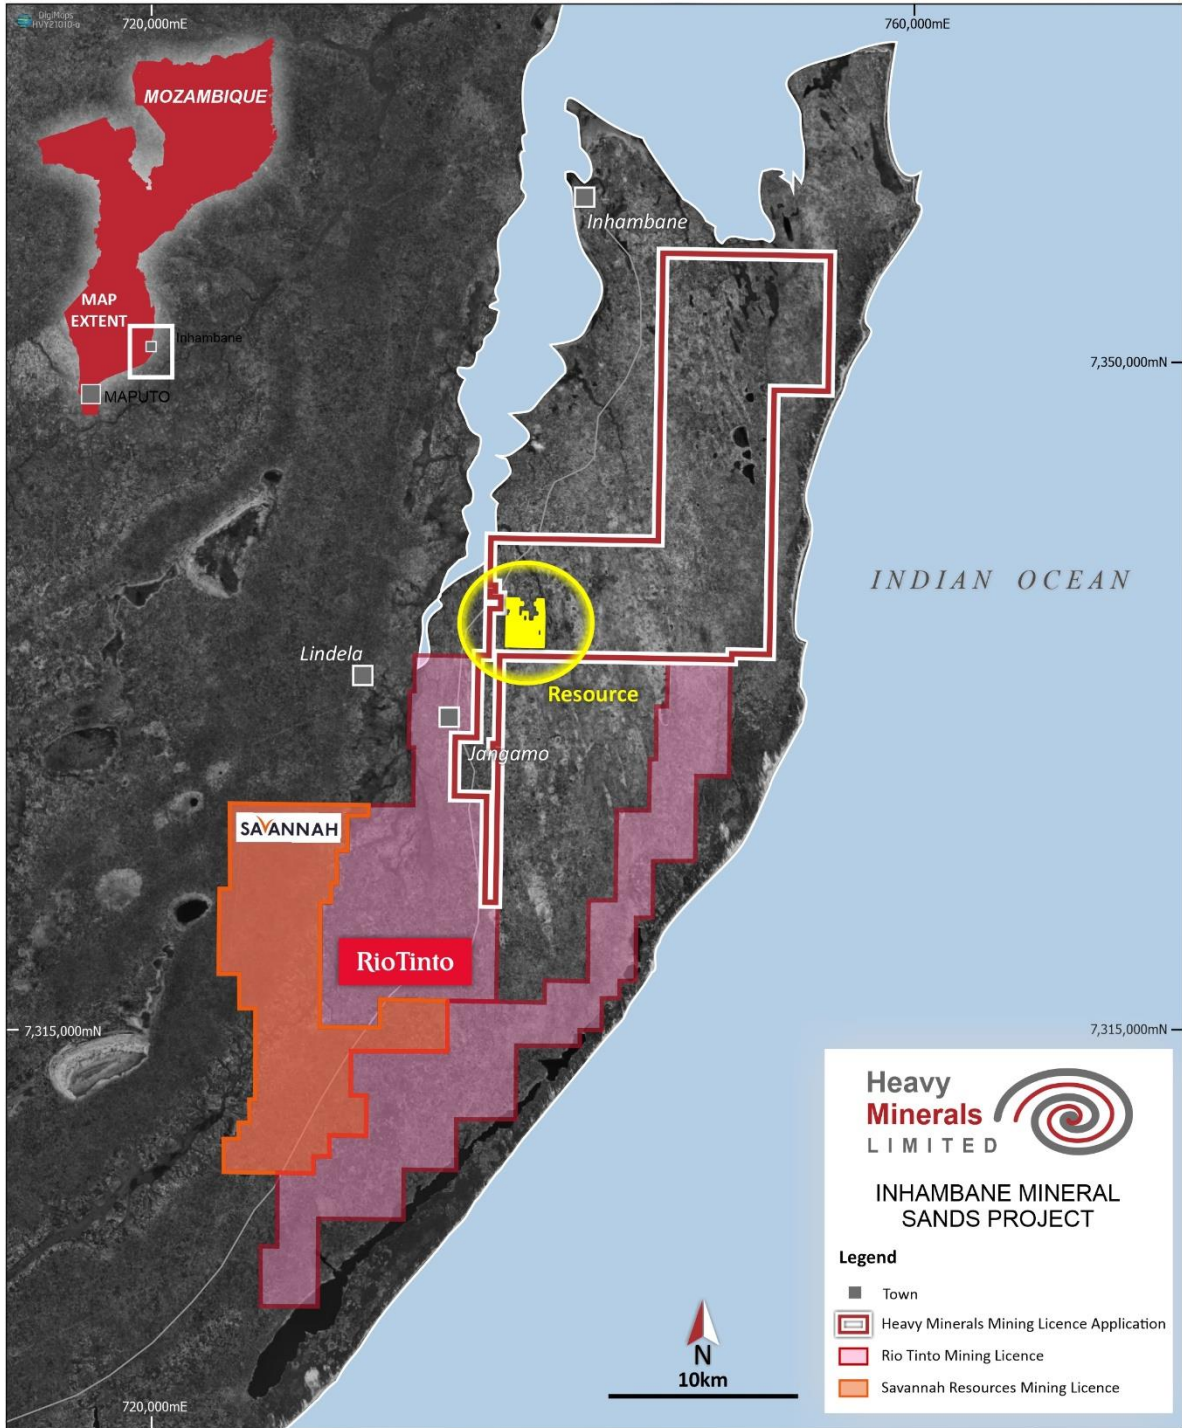 DigiMaps
HVY21010-a
720,000mE
760,000mE
MOZAMBIQUE
MAP
EXTENT
Inhambane
MAPUTO
Inhambane
7,350,000mN
INDIAN OCEAN
Lindela
Resource
Jangamo
SAVANNAH
RioTinto
7,315,000mN
7,315,000mN
Heavy
Minerals
LIMITED
INHAMBANE MINERAL
SANDS PROJECT
Legend
Town
Heavy Minerals Mining Licence Application
Rio Tinto Mining Licence
Savannah Resources Mining Licence
N
10km
720,000mE